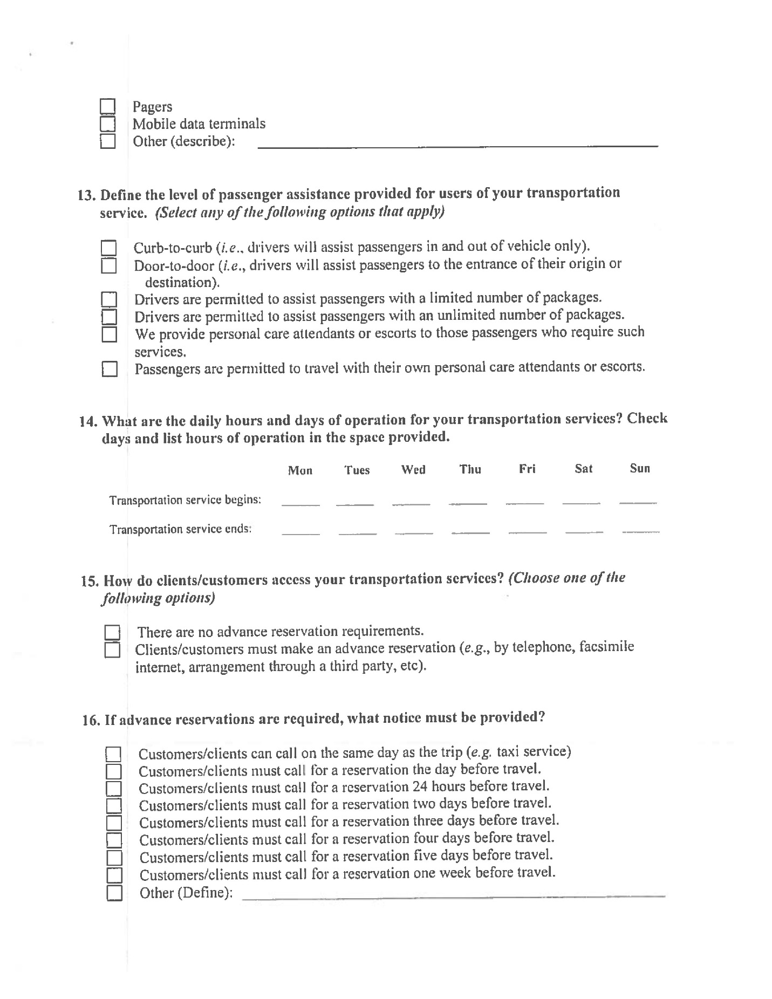 Pagers
Mobile data terminals
Other (describe):
13. Define the level of passenger assistance provided for users of your transportation
service. (Select any of the following options that apply)
Curb-to-curb (i.e., drivers will assist passengers in and out of vehicle only).
Door-to-door (i.e., drivers will assist passengers to the entrance of their origin or
destination).
Drivers are permitted to assist passengers with a limited number of packages.
Drivers are permitted to assist passengers with an unlimited number of packages.
We provide personal care attendants or escorts to those passengers who require such
services.
Passengers are permitted to travel with their own personal care attendants or escorts.
14. What are the daily hours and days of operation for your transportation services? Check
days and list hours of operation in the space provided.
Mon Tues Wed Thu Fri Sat Sun
Transportation service begins:
Transportation service ends:
15. How do clients/customers access your transportation services? (Choose one of the
following options)
There are no advance reservation requirements.
Clients/customers must make an advance reservation (e.g., by telephone, facsimile
internet, arrangement through a third party, etc).
16. If advance reservations are required, what notice must be provided?
Customers/clients can call on the same day as the trip (e.g. taxi service)
Customers/clients must call for a reservation the day before travel.
Customers/clients must call for a reservation 24 hours before travel.
Customers/clients must call for a reservation two days before travel.
Customers/clients must call for a reservation three days before travel.
Customers/clients must call for a reservation four days before travel.
Customers/clients must call for a reservation five days before travel.
Customers/clients must call for a reservation one week before travel.
Other (Define):